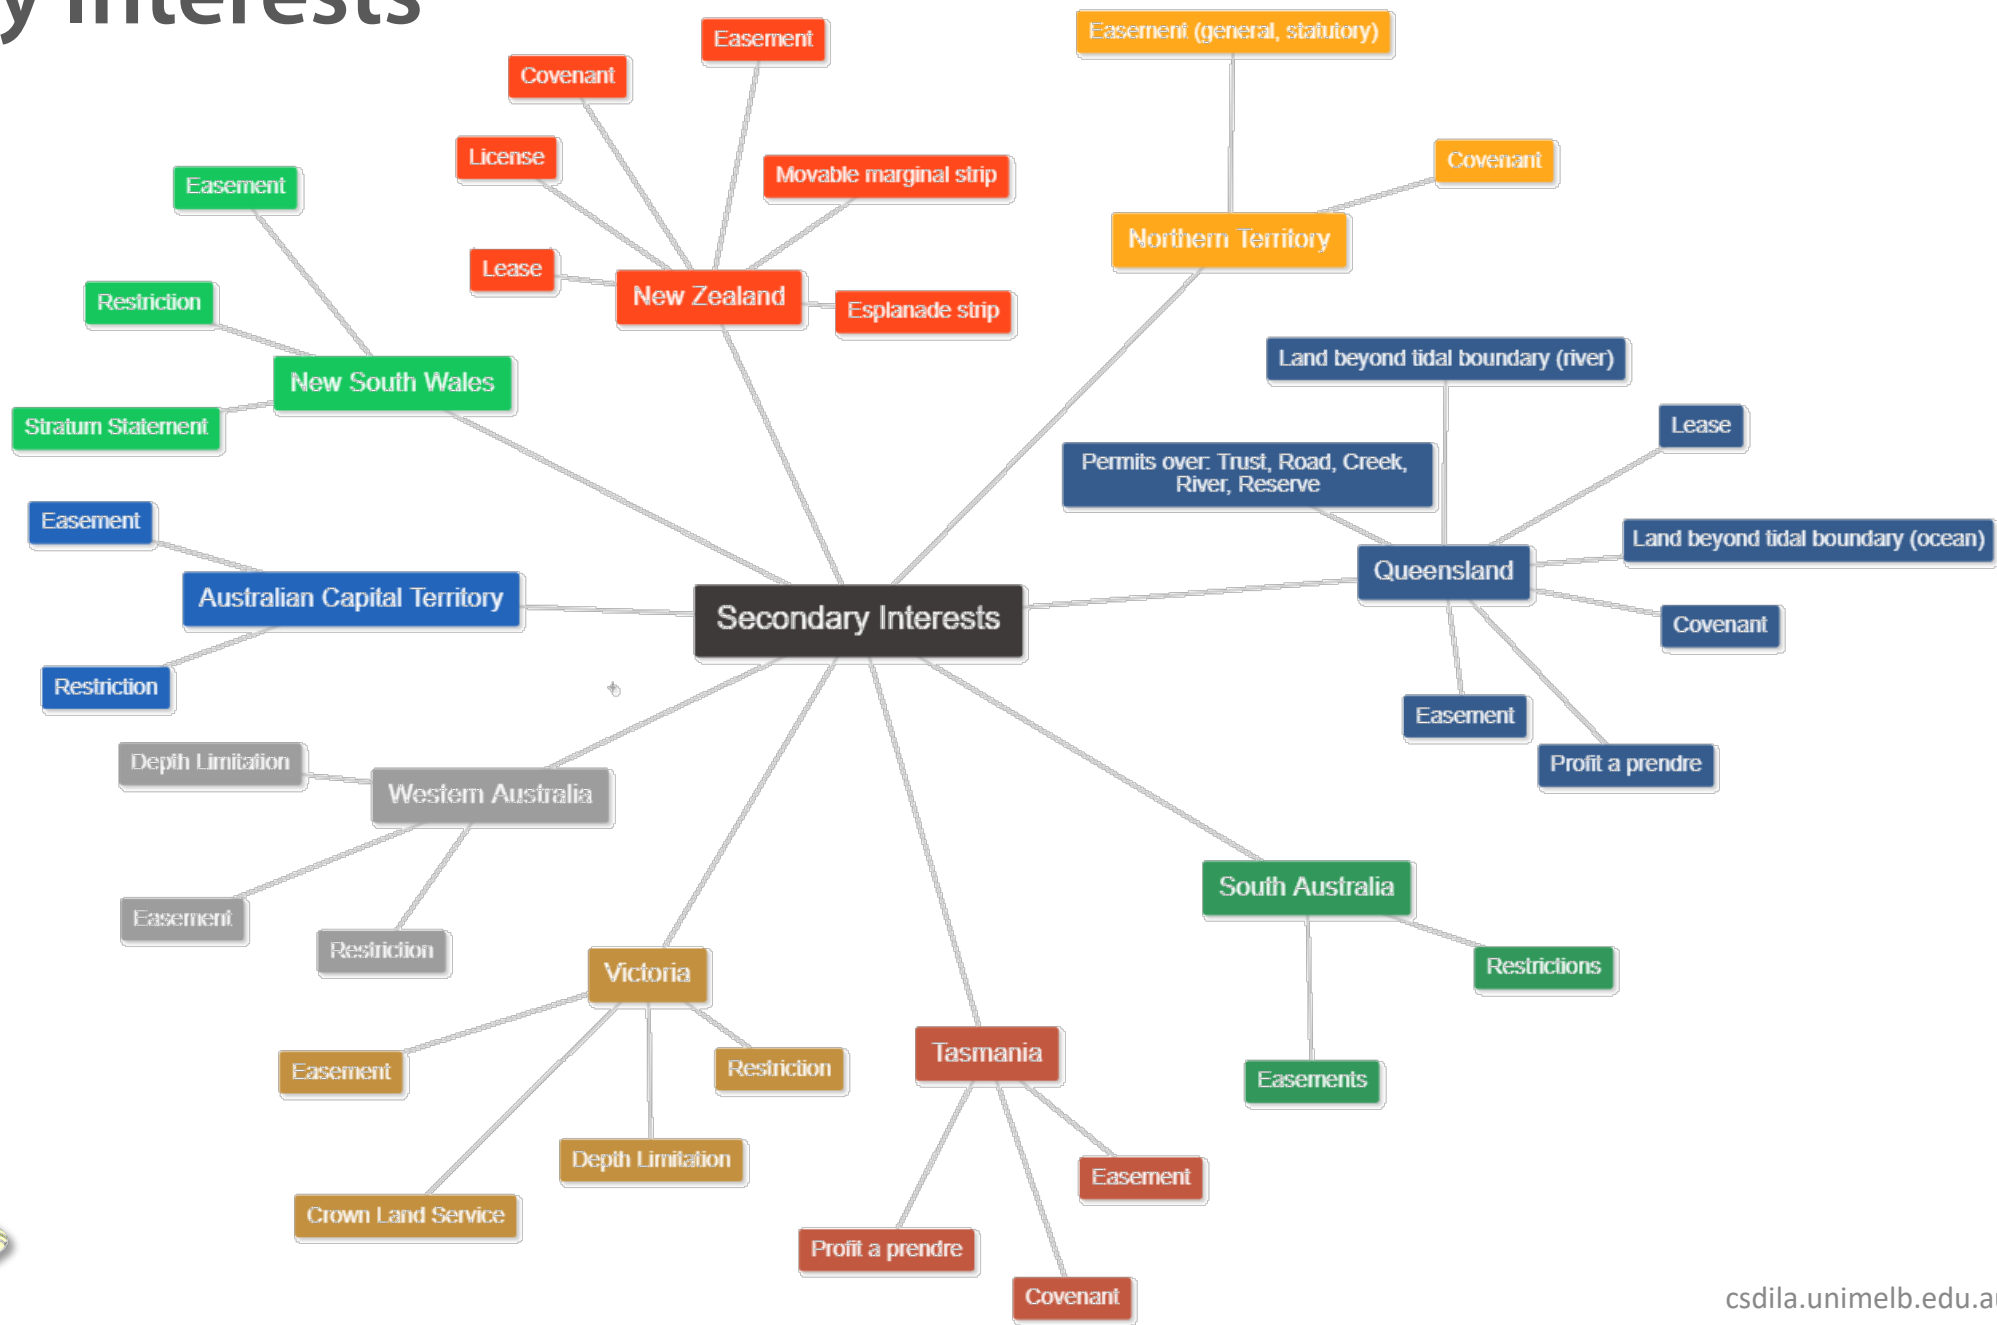 y Interests
Easement
Covenant
License
Movable marginal strip
Lease
New Zealand
Esplanade strip
Easement (general, statutory)
Covenant
Northern Territory
Easement
Restriction
New South Wales
Stratum Statement
Land beyond tidal boundary (river)
Lease
Permits over: Trust, Road, Creek,
River, Reserve
Land beyond tidal boundary (ocean)
Queensland
Covenant
Easement
Profit a prendre
Easement
Australian Capital Territory
Restriction
Secondary Interests
Depth Limitation
Western Australia
Easement
Restriction
Victoria
Easement
Restriction
Depth Limitation
Crown Land Service
Tasmania
Easement
Profit a prendre
Covenant
South Australia
Restrictions
Easements
csdila.unimelb.edu.au